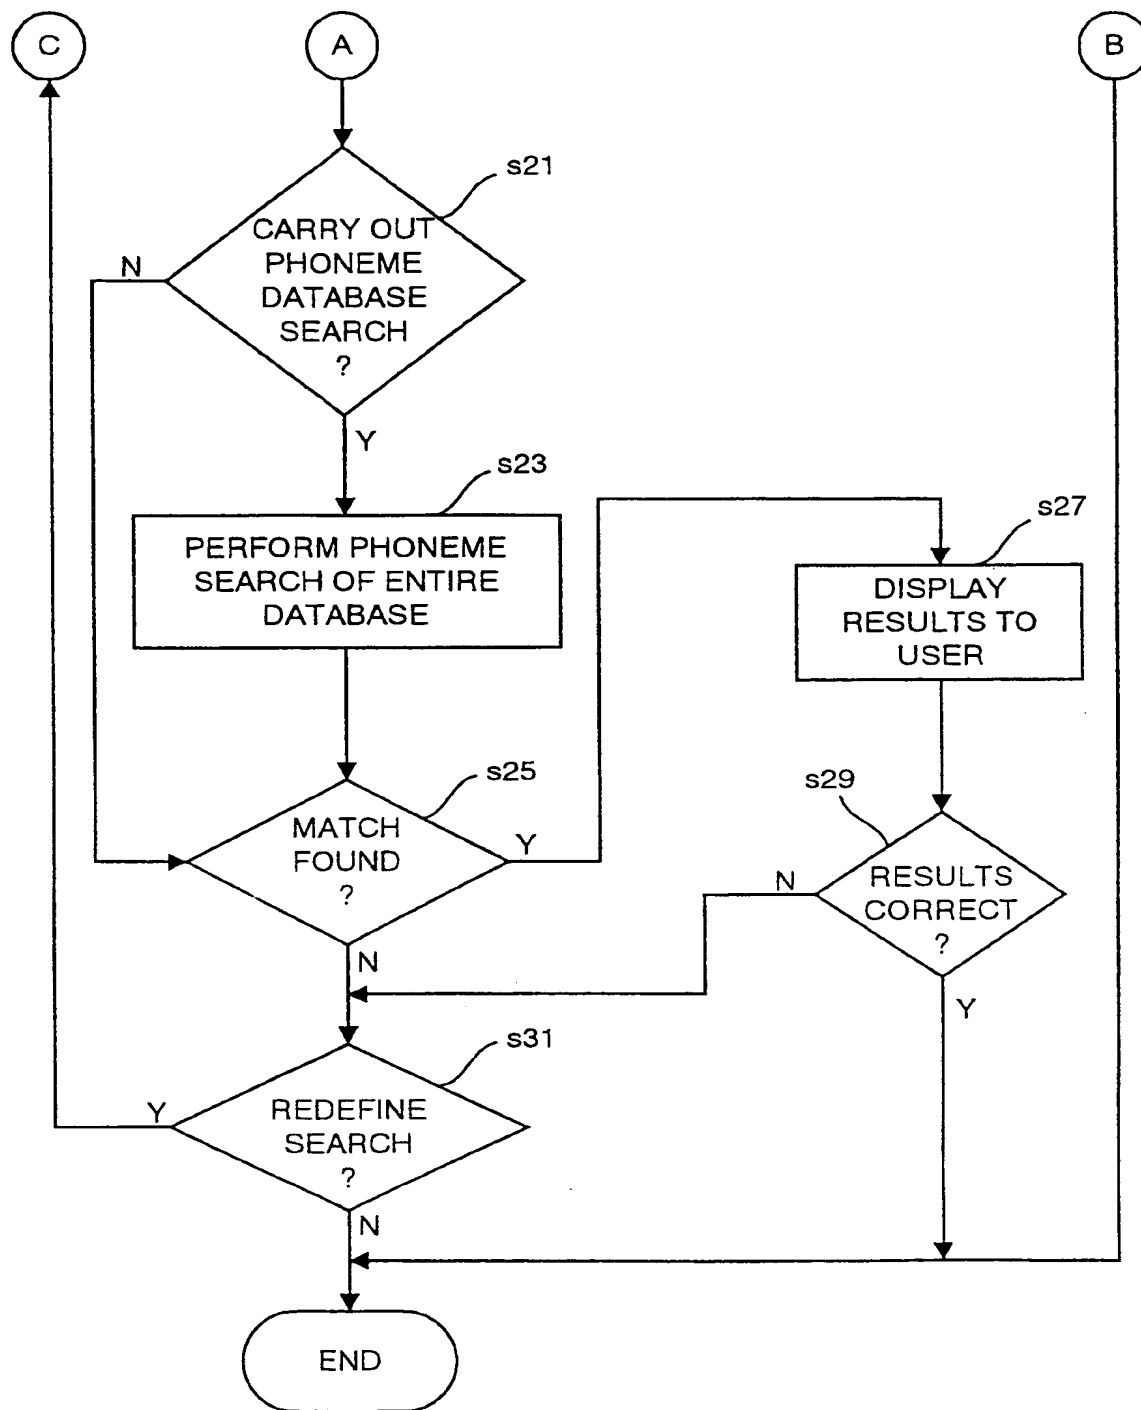 C
A
B
s21
CARRY OUT
PHONEME
DATABASE
SEARCH
?
N
Y
s23
PERFORM PHONEME
SEARCH OF ENTIRE
DATABASE
s27
DISPLAY
RESULTS TO
USER
s25
MATCH
FOUND
?
Y
N
s29
RESULTS
CORRECT
?
N
Y
s31
REDEFINE
SEARCH
?
Y
N
END